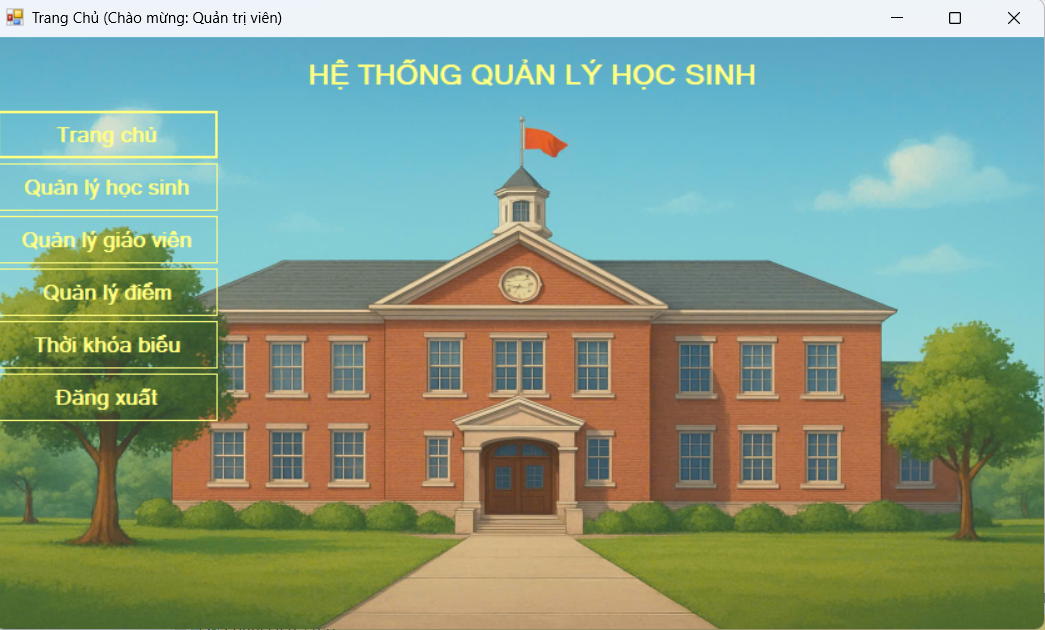 Trang Chủ (Chào mừng: Quản trị viên)
HỆ THỐNG QUẢN LÝ HỌC SINH
Trang chủ
Quản lý học sinh
Quản lý giáo viên
Quản lý điểm
Thời khóa biểu
Đăng xuất